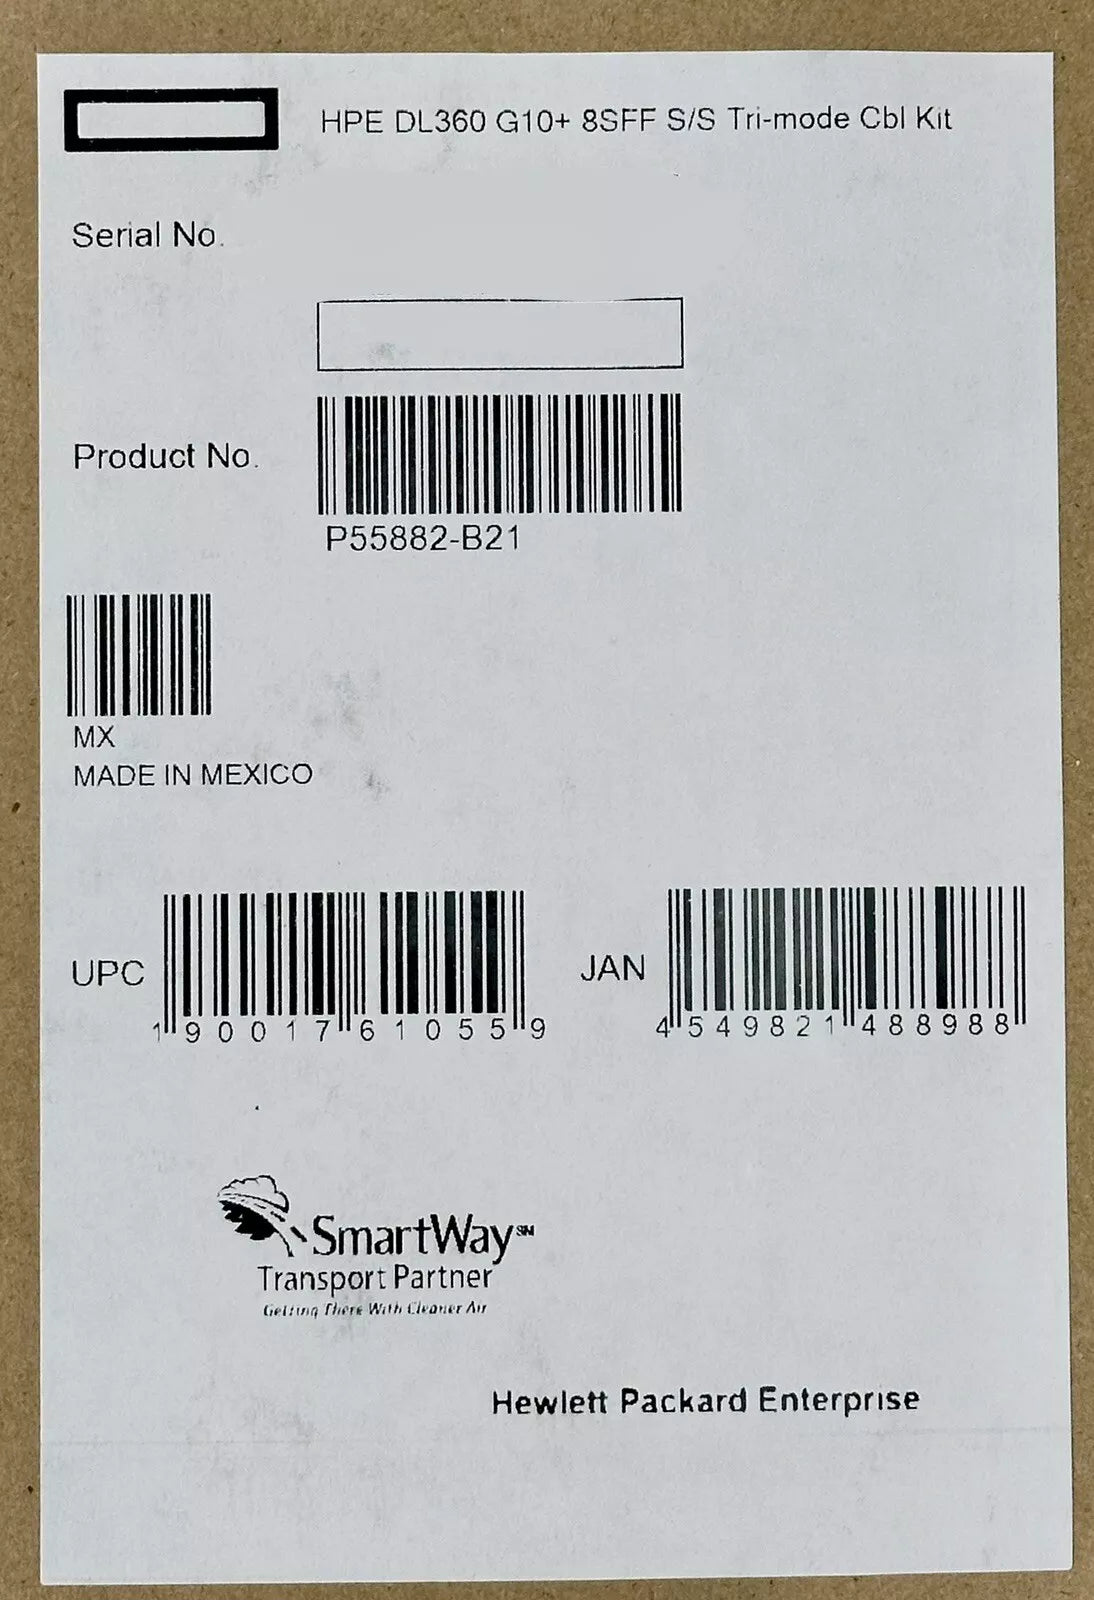 HPE DL360 G10+ 8SFF S/S Tri-mode Cbl Kit
Serial No.
Product No.
P55882-B21
MX
MADE IN MEXICO
UPC
1 90017 61055 9
JAN
4 549821 488988
SmartWay SM
Transport Partner
Getting There With Cleaner Air
Hewlett Packard Enterprise